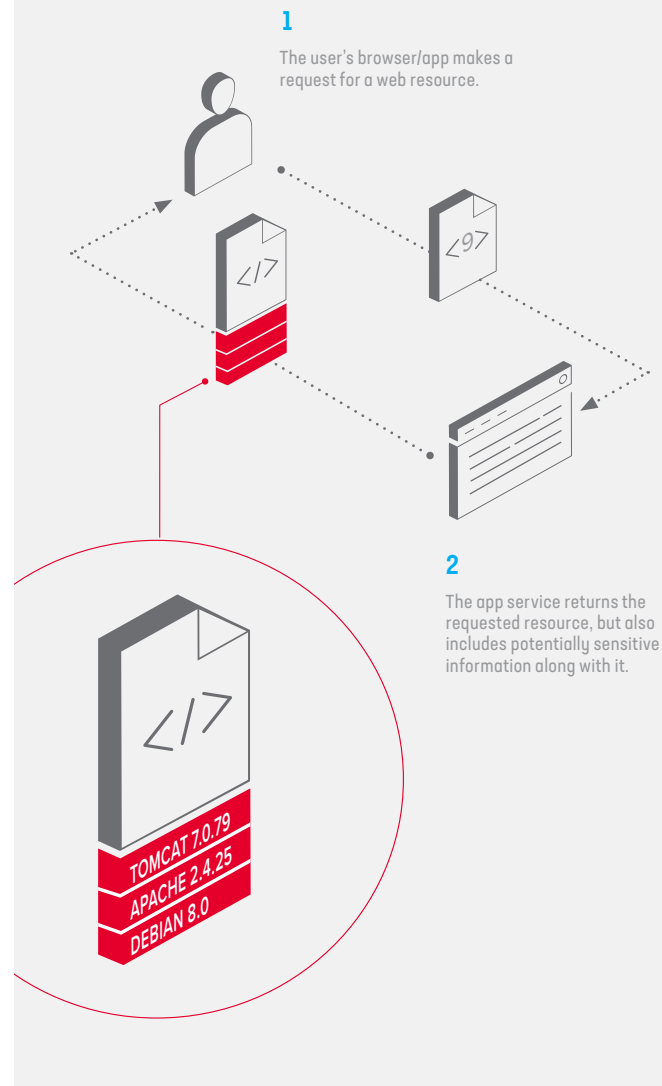 1
The user's browser/app makes a
request for a web resource.
<9>
</>
2
The app service returns the
requested resource, but also
includes potentially sensitive
information along with it.
</>
TOMCAT 7.0.79
APACHE 2.4.25
DEBIAN 8.0